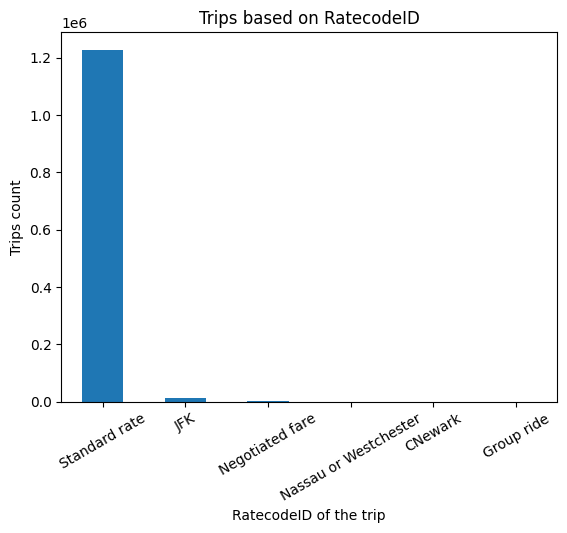 Trips based on RatecodeID
1e6
1.2
1.0
0.8
0.6
0.4
0.2
0.0
Trips count
Standard rate
JFK
Negotiated fare
Nassau or Westchester
CNewark
Group ride
RatecodeID of the trip